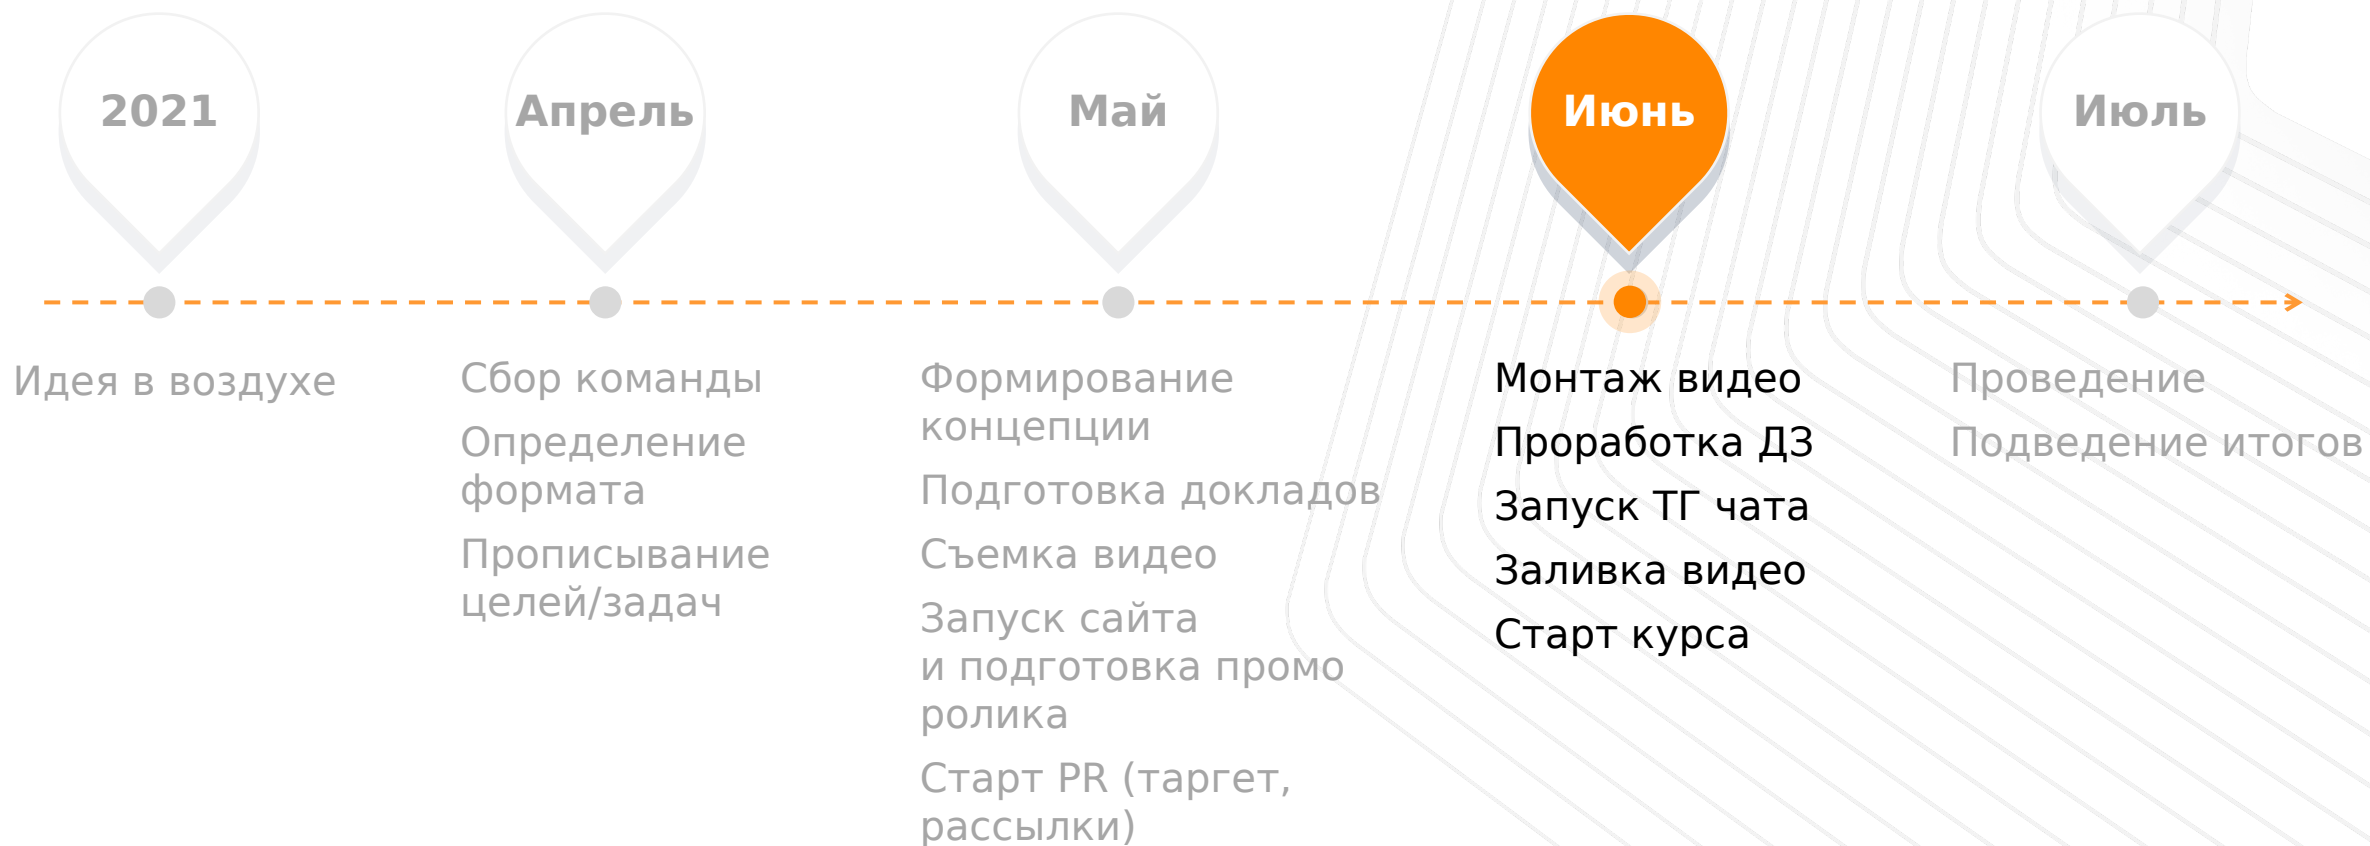 2021
Апрель
Май
Июнь
Июль
Идея в воздухе
Сбор команды
Определение
формата
Прописывание
целей/задач
Формирование
концепции
Подготовка докладов
Съемка видео
Запуск сайта
и подготовка промо
ролика
Старт PR (таргет,
рассылки)
Монтаж видео
Проработка ДЗ
Запуск ТГ чата
Заливка видео
Старт курса
Проведение
Подведение итогов